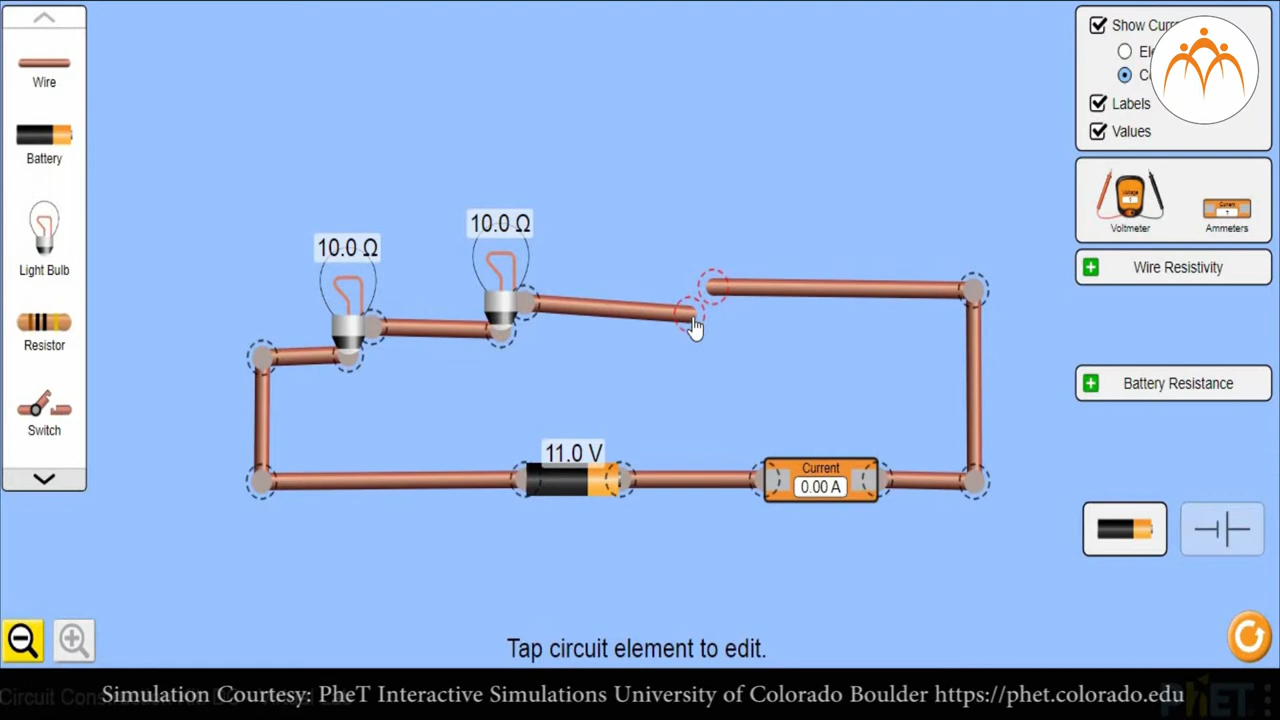 Wire
Battery
Light Bulb
Resistor
Switch
10.0 Ω
10.0 Ω
11.0 V
Current
0.00 A
Show
Labels
Values
Voltage
Voltmeter
Current
Ammeters
Wire Resistivity
Battery Resistance
Tap circuit element to edit.
Simulation Courtesy: PheT Interactive Simulations University of Colorado Boulder https://phet.colorado.edu